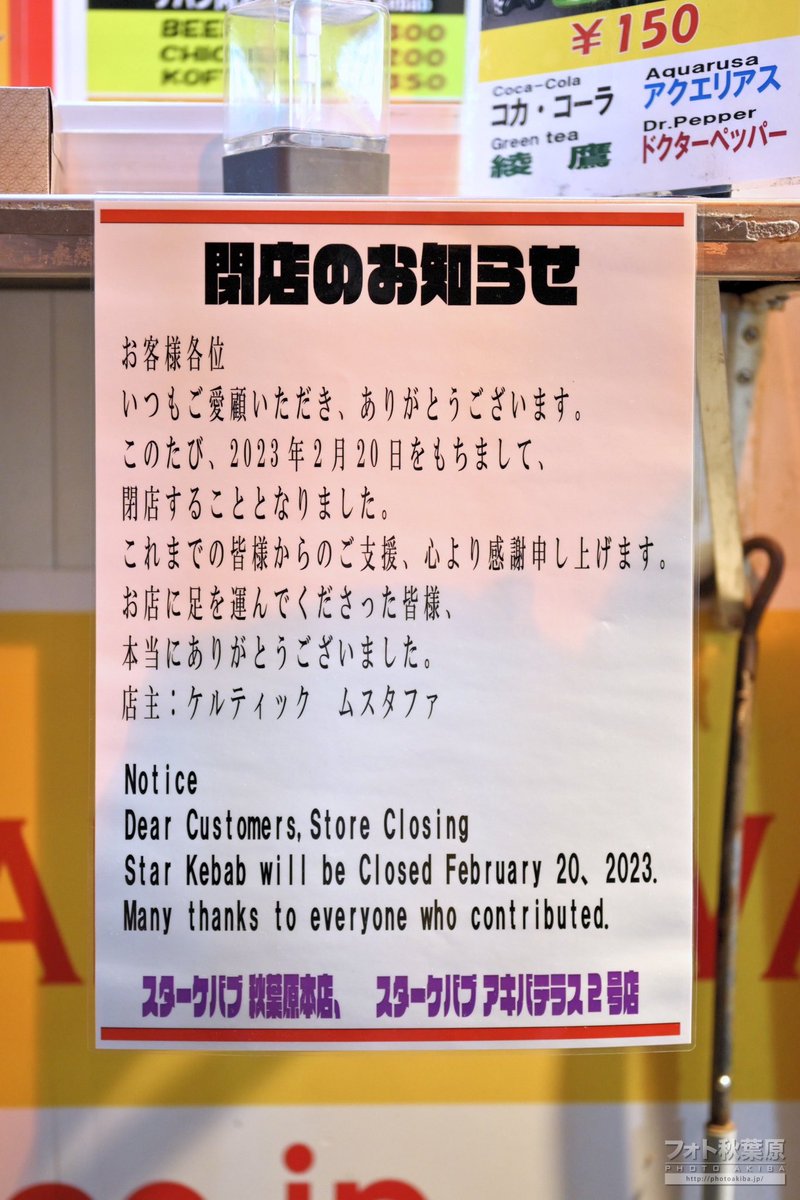 BEE
CHIC
KOF
400
200
350
￥150
Coca-Cola
コカ・コーラ
Aquarusa
アクエリアス
Green tea
綾鷹
Dr.Pepper
ドクターペッパー
閉店のお知らせ
お客様各位
いつもご愛顧いただき、ありがとうございます。
このたび、2023年2月20日をもちまして、
閉店することとなりました。
これまでの皆様からのご支援、心より感謝申し上げます。
お店に足を運んでくださった皆様、
本当にありがとうございました。
店主：ケルティック　ムスタファ
Notice
Dear Customers,Store Closing
Star Kebab will be Closed February 20、2023.
Many thanks to everyone who contributed.
スターケバブ 秋葉原本店、　スターケバブ アキバテラス2号店
フォト秋葉原
PHOTO AKIBA
http://photoakiba.jp/